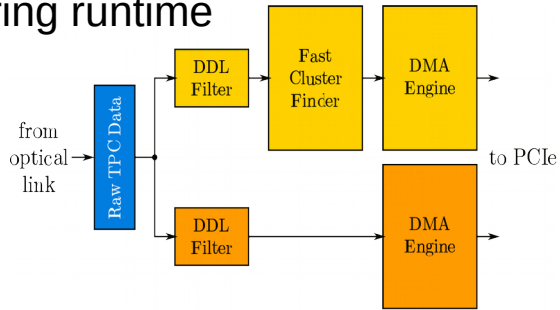 ring runtime
from
optical
link
Raw TPC Data
DDL
Filter
Fast
Cluster
Finder
DMA
Engine
DDL
Filter
DMA
Engine
to PCIe